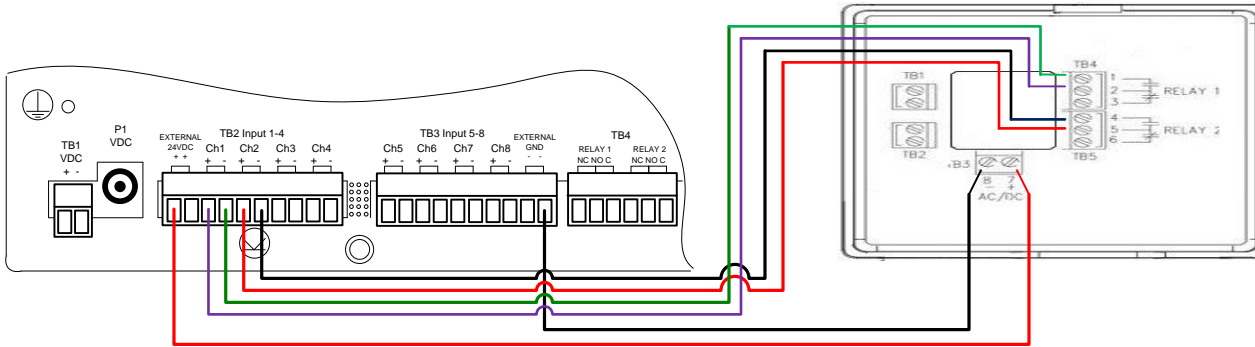 P1
VDC
TB1
VDC
+ -
EXTERNAL
24VDC
+ +
TB2 Input 1-4
Ch1 Ch2 Ch3 Ch4
+ - + - + - + -
TB3 Input 5-8
Ch5 Ch6 Ch7 Ch8
+ - + - + - + -
EXTERNAL
GND
- -
TB4
RELAY 1 RELAY 2
NC NO C NC NO C
TB1
TB2
TB4
1
2
3
RELAY 1
4
5
6
RELAY 2
TB5
TB3
8 7
- +
AC/DC